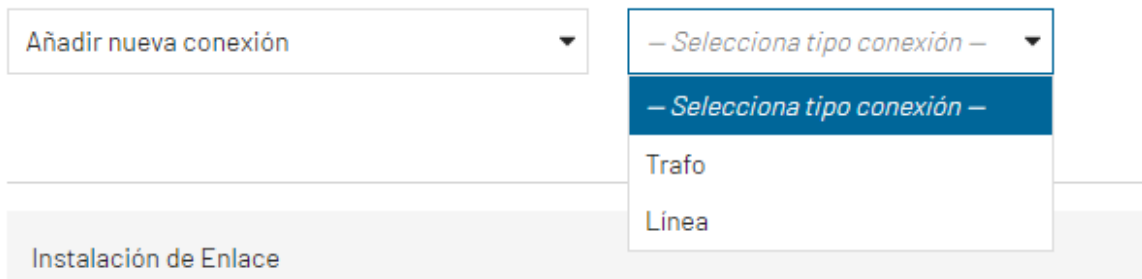 Añadir nueva conexión
— Selecciona tipo conexión —
— Selecciona tipo conexión —
Trafo
Línea
Instalación de Enlace